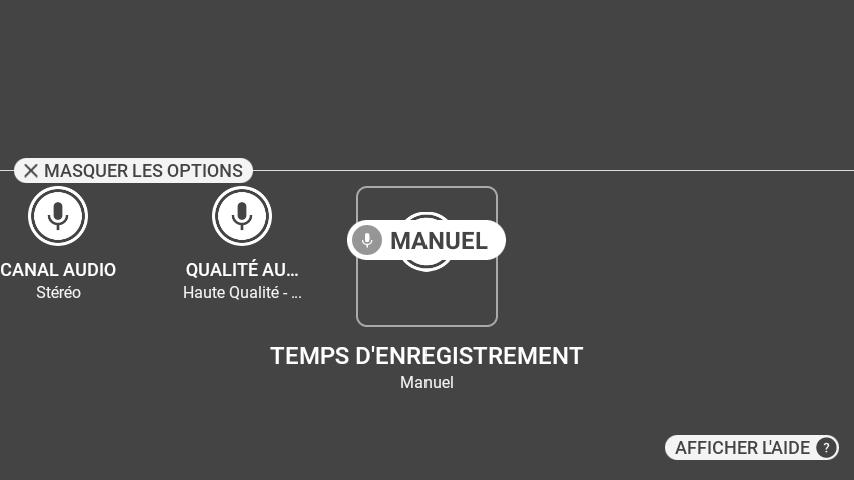 MASQUER LES OPTIONS
MANUEL
CANAL AUDIO
Stéréo
QUALITÉ AU...
Haute Qualité - ...
TEMPS D'ENREGISTREMENT
Manuel
AFFICHER L'AIDE ?